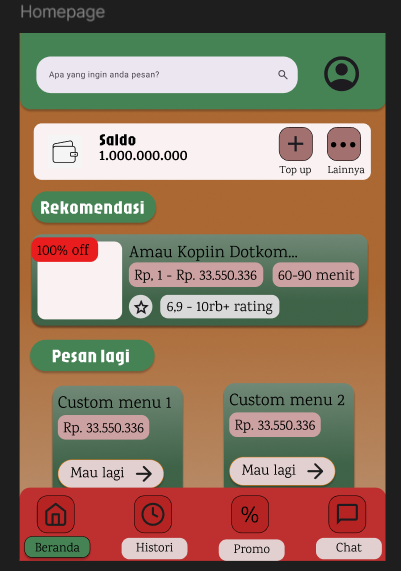 Homepage
Apa yang ingin anda pesan?
Saldo
1.000.000.000
Top up
Lainnya
Rekomendasi
100% off
Amau Kopiin Dotkom...
Rp, 1 - Rp. 33.550.336
60-90 menit
6,9 - 10rb+ rating
Pesan lagi
Custom menu 1
Rp. 33.550.336
Mau lagi
Custom menu 2
Rp. 33.550.336
Mau lagi
%
Beranda
Histori
Promo
Chat